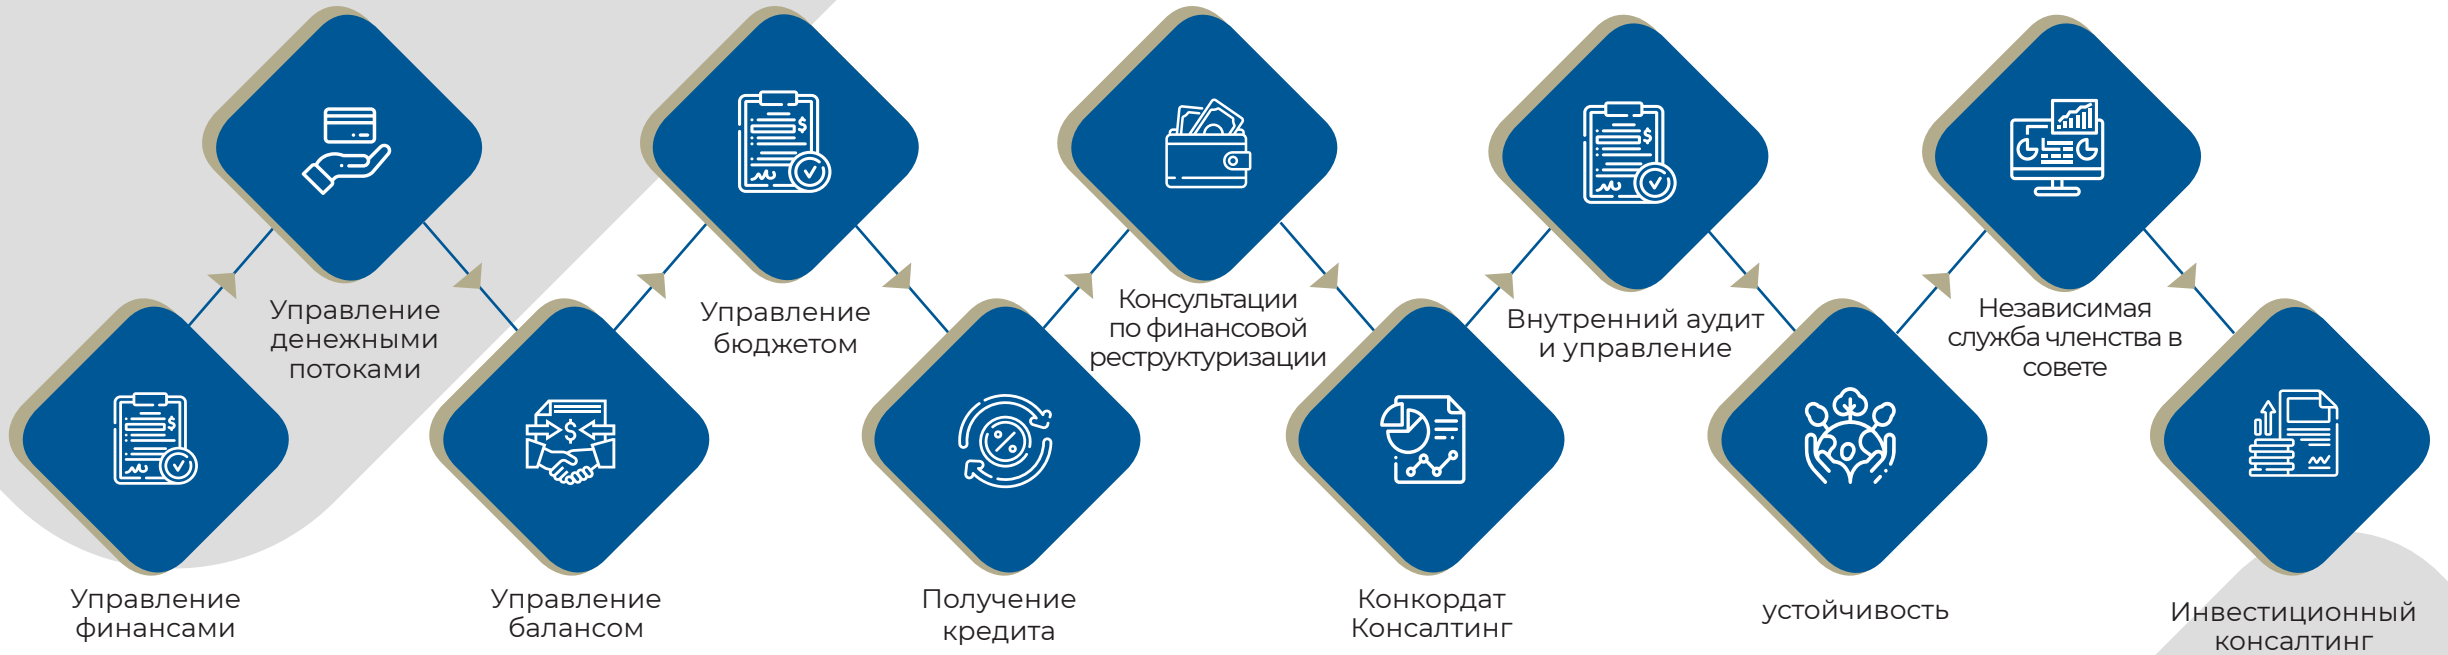 Управление
финансами
Управление
денежными
потоками
Управление
балансом
Управление
бюджетом
Получение
кредита
Консультации
по финансовой
реструктуризации
Конкордат
Консалтинг
Внутренний аудит
и управление
устойчивость
Независимая
служба членства в
совете
Инвестиционный
консалтинг